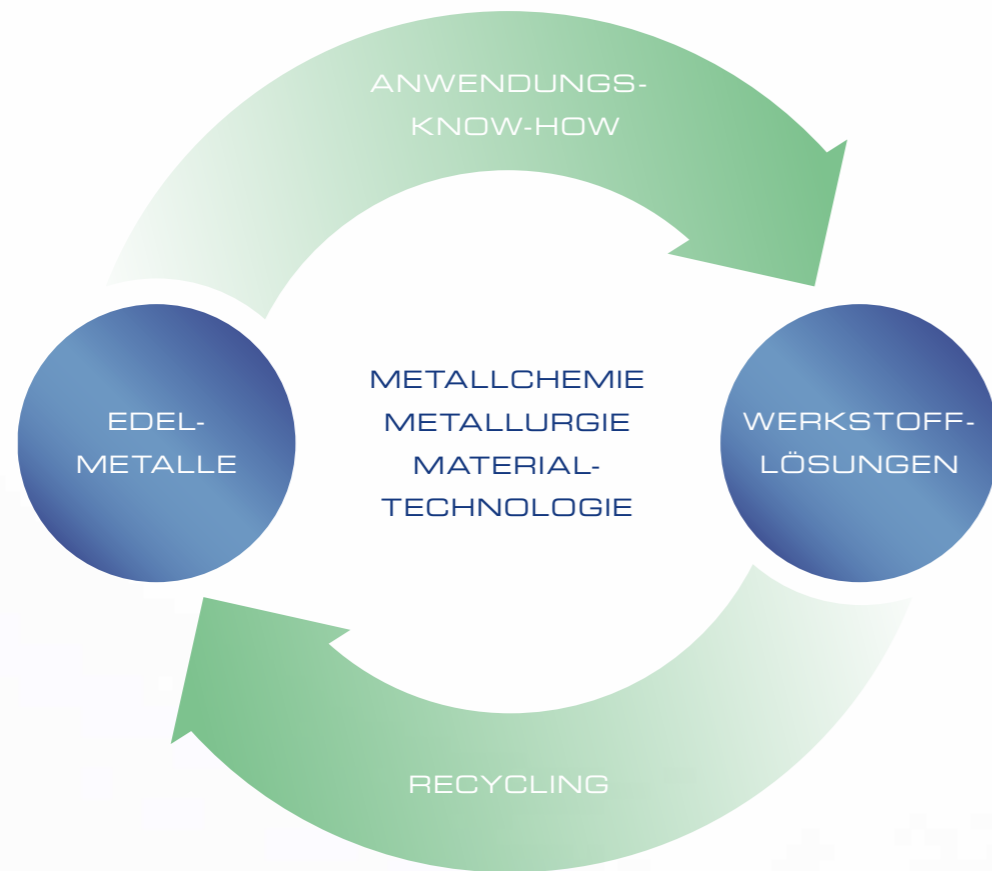 ANWENDUNGS-
KNOW-HOW
EDEL-
METALLE
METALLCHEMIE
METALLURGIE
MATERIAL-
TECHNOLOGIE
WERKSTOFF-
LÖSUNGEN
RECYCLING